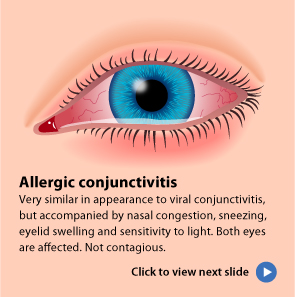 Allergic conjunctivitis
Very similar in appearance to viral conjunctivitis,
but accompanied by nasal congestion, sneezing,
eyelid swelling and sensitivity to light. Both eyes
are affected. Not contagious.
Click to view next slide